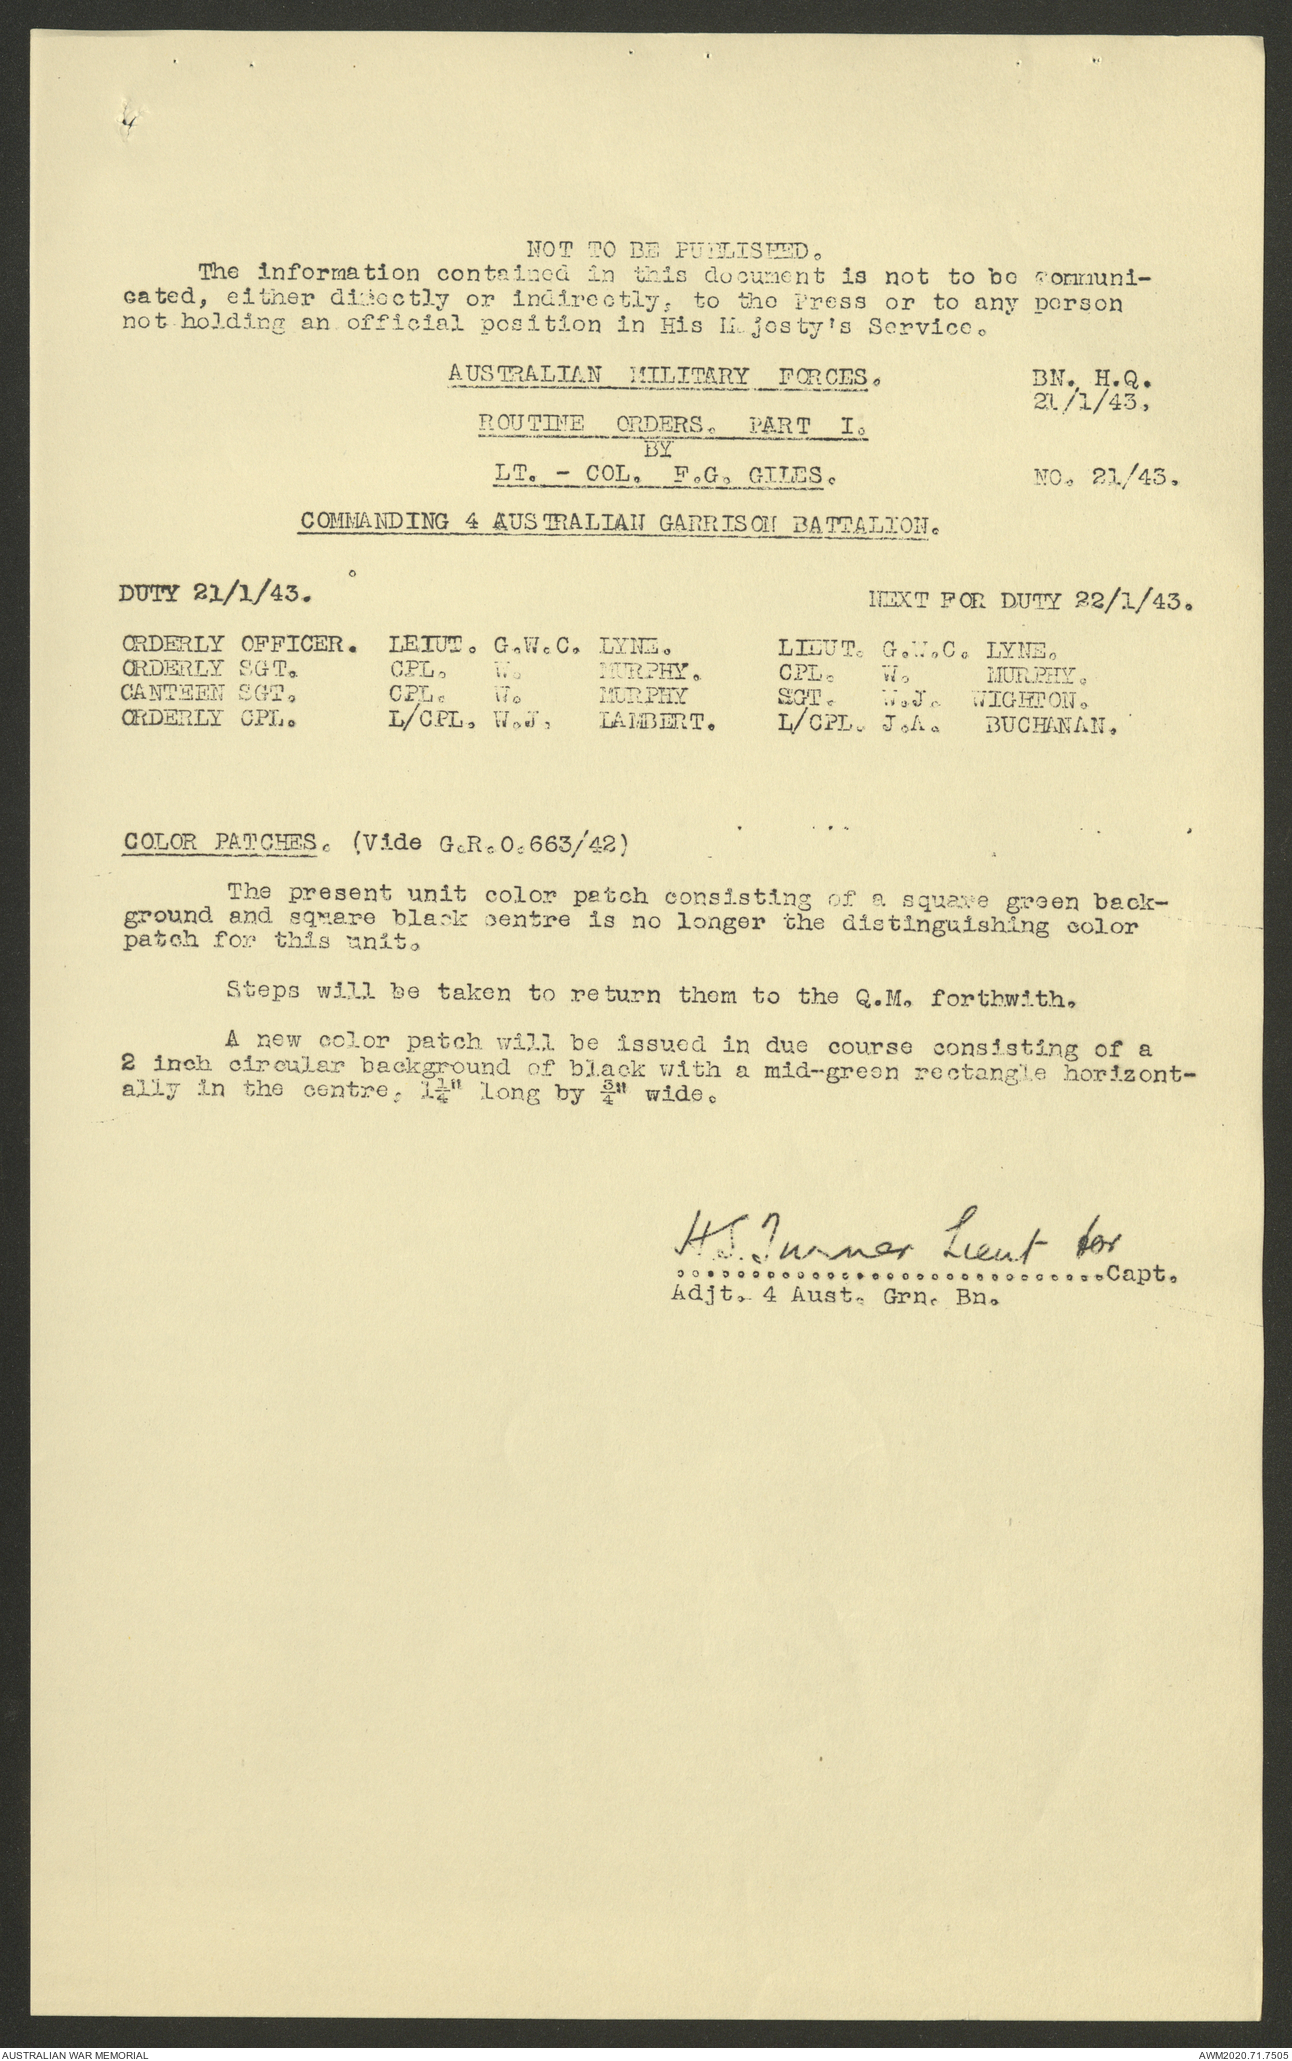 NOT TO BE PUBLISHED.
The information contained in this document is not to be communi-
cated, either directly or indirectly, to the Press or to any person
not holding an official position in His Majesty's Service.
AUSTRALIAN MILITARY FORCES.
BN. H.Q.
21/1/43.
ROUTINE ORDERS. PART I.
BY
LT. - COL. F.G. GILES.
NO. 21/43.
COMMANDING 4 AUSTRALIAN GARRISON BATTALION.
DUTY 21/1/43.
NEXT FOR DUTY 22/1/43.
ORDERLY OFFICER. LEIUT. G.W.C. LYNE. LIEUT. G.W.C. LYNE.
ORDERLY SGT. CPL. W. MURPHY. CPL. W. MURPHY.
CANTEEN SGT. CPL. W. MURPHY SGT. W.J. WIGHTON.
ORDERLY CPL. L/CPL. W.J. LAMBERT. L/CPL. J.A. BUCHANAN.
COLOR PATCHES. (Vide G.R.O.663/42)
The present unit color patch consisting of a square green back-
ground and square black centre is no longer the distinguishing color
patch for this unit.
Steps will be taken to return them to the Q.M. forthwith.
A new color patch will be issued in due course consisting of a
2 inch circular background of black with a mid-green rectangle horizont-
ally in the centre, 1¼" long by ¾" wide.
H.S. Turner Lieut for
..............................Capt.
Adjt. 4 Aust. Grn. Bn.
AUSTRALIAN WAR MEMORIAL
AWM2020.71.7505